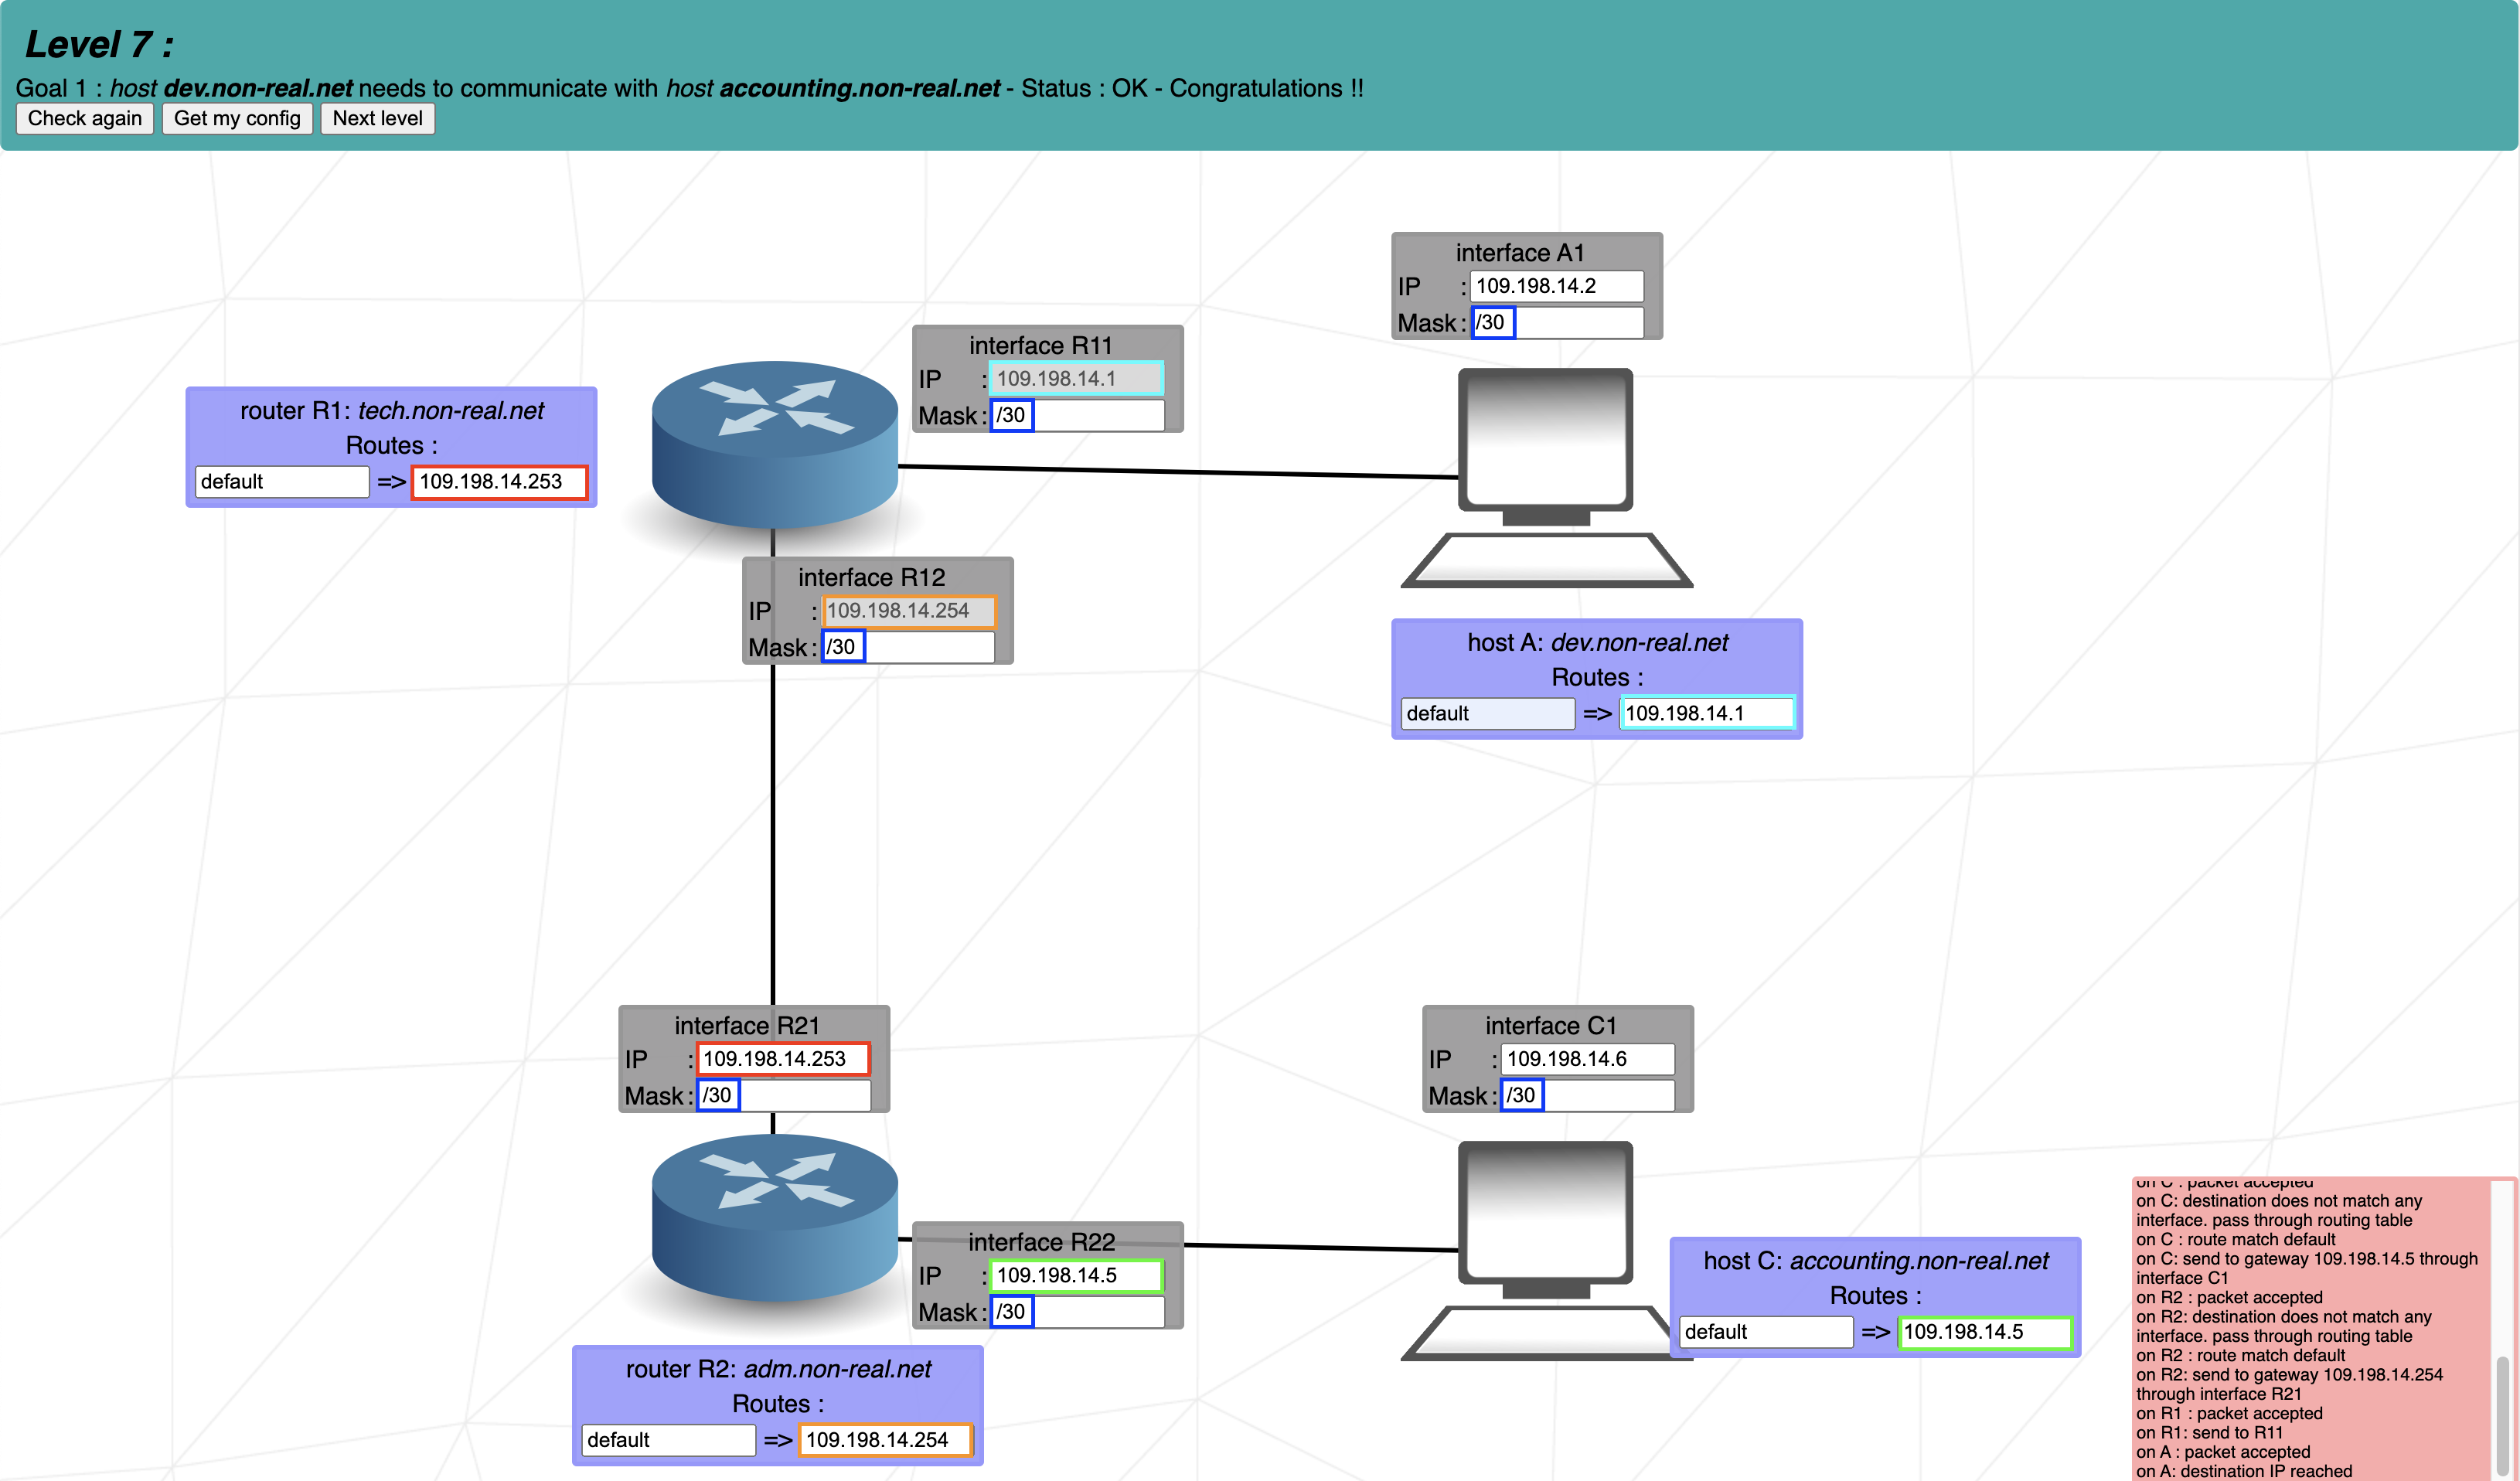 Level 7 :
Goal 1 : host dev.non-real.net needs to communicate with host accounting.non-real.net - Status : OK - Congratulations !!
Check again Get my config Next level
interface A1
IP : 109.198.14.2
Mask : /30
interface R11
IP : 109.198.14.1
Mask : /30
router R1: tech.non-real.net
Routes :
default => 109.198.14.253
interface R12
IP : 109.198.14.254
Mask : /30
host A: dev.non-real.net
Routes :
default => 109.198.14.1
interface R21
IP : 109.198.14.253
Mask : /30
interface C1
IP : 109.198.14.6
Mask : /30
interface R22
IP : 109.198.14.5
Mask : /30
host C: accounting.non-real.net
Routes :
default => 109.198.14.5
router R2: adm.non-real.net
Routes :
default => 109.198.14.254
on C : packet accepted
on C: destination does not match any
interface. pass through routing table
on C : route match default
on C: send to gateway 109.198.14.5 through
interface C1
on R2 : packet accepted
on R2: destination does not match any
interface. pass through routing table
on R2 : route match default
on R2: send to gateway 109.198.14.254
through interface R21
on R1 : packet accepted
on R1: send to R11
on A : packet accepted
on A: destination IP reached